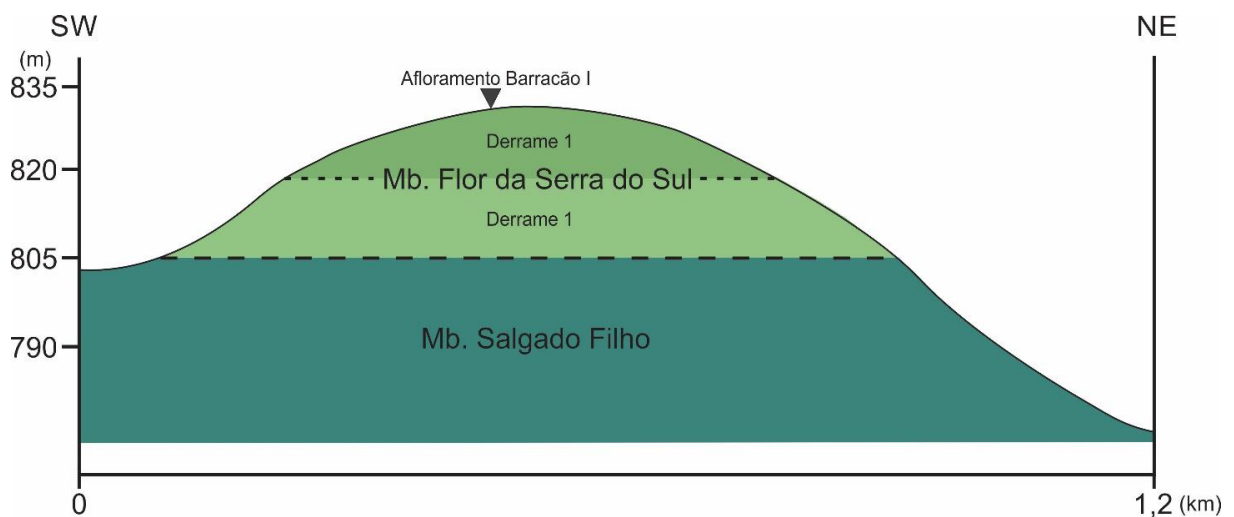 SW
NE
(m)
835
Afloramento Barracão I
Derrame 1
820
Mb. Flor da Serra do Sul
Derrame 1
805
Mb. Salgado Filho
790
0
1,2 (km)